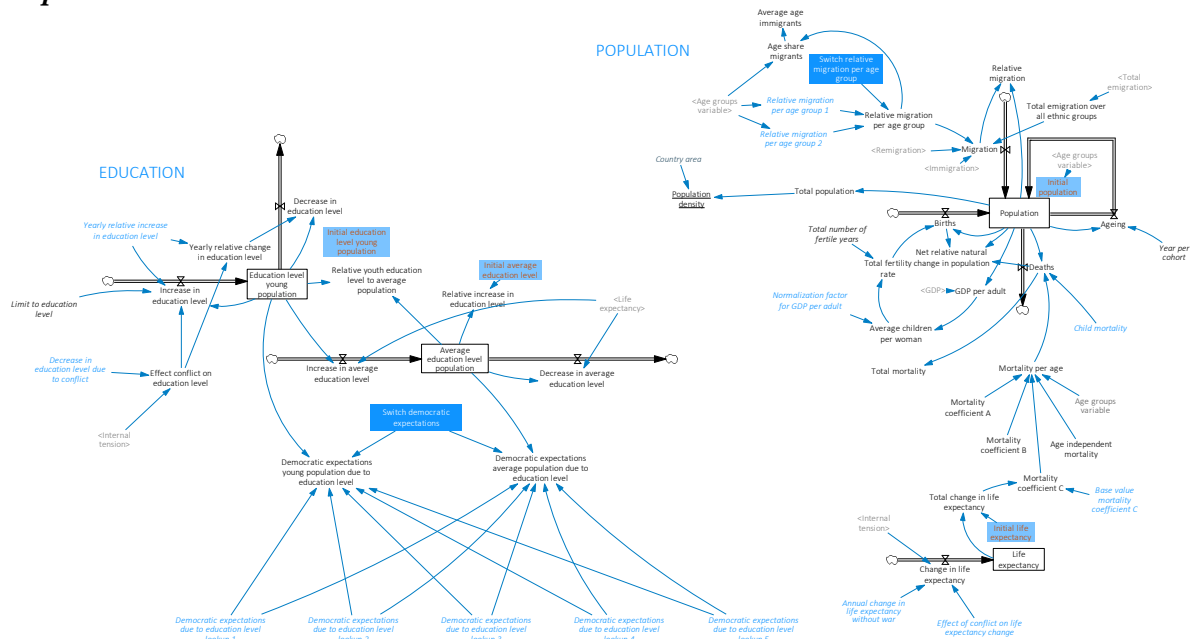 EDUCATION
Decrease in
education level
Yearly relative increase
in education level
Initial education
level young
population
Yearly relative change
in education level
Education level
young
population
Relative youth education
level to average
population
Initial average
education level
Increase in
education level
Limit to education
level
Relative increase in
education level
<Life
expectancy>
Decrease in
education level due
to conflict
Effect conflict on
education level
Average
education level
population
Increase in average
education level
Decrease in average
education level
<Internal
tension>
Switch democratic
expectations
Democratic expectations
young population due to
education level
Democratic expectations
average population due to
education level
Democratic expectations
due to education level
Democratic expectations
due to education level
Democratic expectations
due to education level
Democratic expectations
due to education level
Democratic expectations
due to education level
POPULATION
Average age
immigrants
Age share
migrants
Switch relative
migration per age
group
Relative
migration
<Total
emigration>
<Age groups
variable>
Relative migration
per age group 1
Relative migration
per age group 2
Relative migration
per age group
Total emigration over
all ethnic groups
<Remigration>
Migration
<Immigration>
<Age groups
variable>
Initial
population
Country area
Population
density
Total population
Population
Births
Ageing
Year per
cohort
Total number of
fertile years
Net relative natural
change in population
Total fertility
rate
Deaths
<GDP>
GDP per adult
Normalization factor
for GDP per adult
Average children
per woman
Child mortality
Total mortality
Mortality per age
Mortality
coefficient A
Age groups
variable
Mortality
coefficient B
Age independent
mortality
Mortality
coefficient C
Base value
mortality
coefficient C
Total change in life
expectancy
<Internal
tension>
Initial life
expectancy
Life
expectancy
Change in life
expectancy
Annual change in
life expectancy
without war
Effect of conflict on life
expectancy change